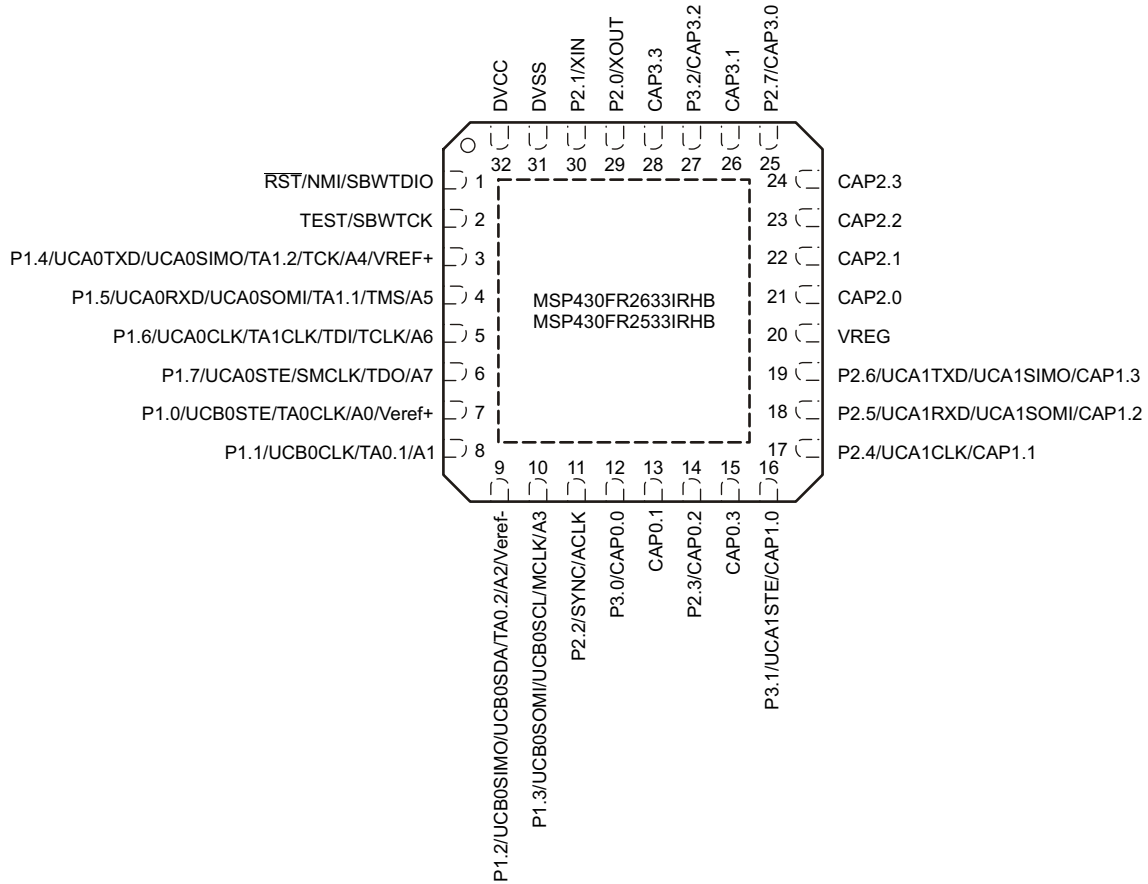 DVCC
DVSS
P2.1/XIN
P2.0/XOUT
CAP3.3
P3.2/CAP3.2
CAP3.1
P2.7/CAP3.0
32
31
30
29
28
27
26
25
RST/NMI/SBWTDIO
1
TEST/SBWTCK
2
P1.4/UCA0TXD/UCA0SIMO/TA1.2/TCK/A4/VREF+
3
P1.5/UCA0RXD/UCA0SOMI/TA1.1/TMS/A5
4
P1.6/UCA0CLK/TA1CLK/TDI/TCLK/A6
5
P1.7/UCA0STE/SMCLK/TDO/A7
6
P1.0/UCB0STE/TA0CLK/A0/Veref+
7
P1.1/UCB0CLK/TA0.1/A1
8
MSP430FR2633IRHB
MSP430FR2533IRHB
24
CAP2.3
23
CAP2.2
22
CAP2.1
21
CAP2.0
20
VREG
19
P2.6/UCA1TXD/UCA1SIMO/CAP1.3
18
P2.5/UCA1RXD/UCA1SOMI/CAP1.2
17
P2.4/UCA1CLK/CAP1.1
9
10
11
12
13
14
15
16
P1.2/UCB0SIMO/UCB0SDA/TA0.2/A2/Veref-
P1.3/UCB0SOMI/UCB0SCL/MCLK/A3
P2.2/SYNC/ACLK
P3.0/CAP0.0
CAP0.1
P2.3/CAP0.2
CAP0.3
P3.1/UCA1STE/CAP1.0